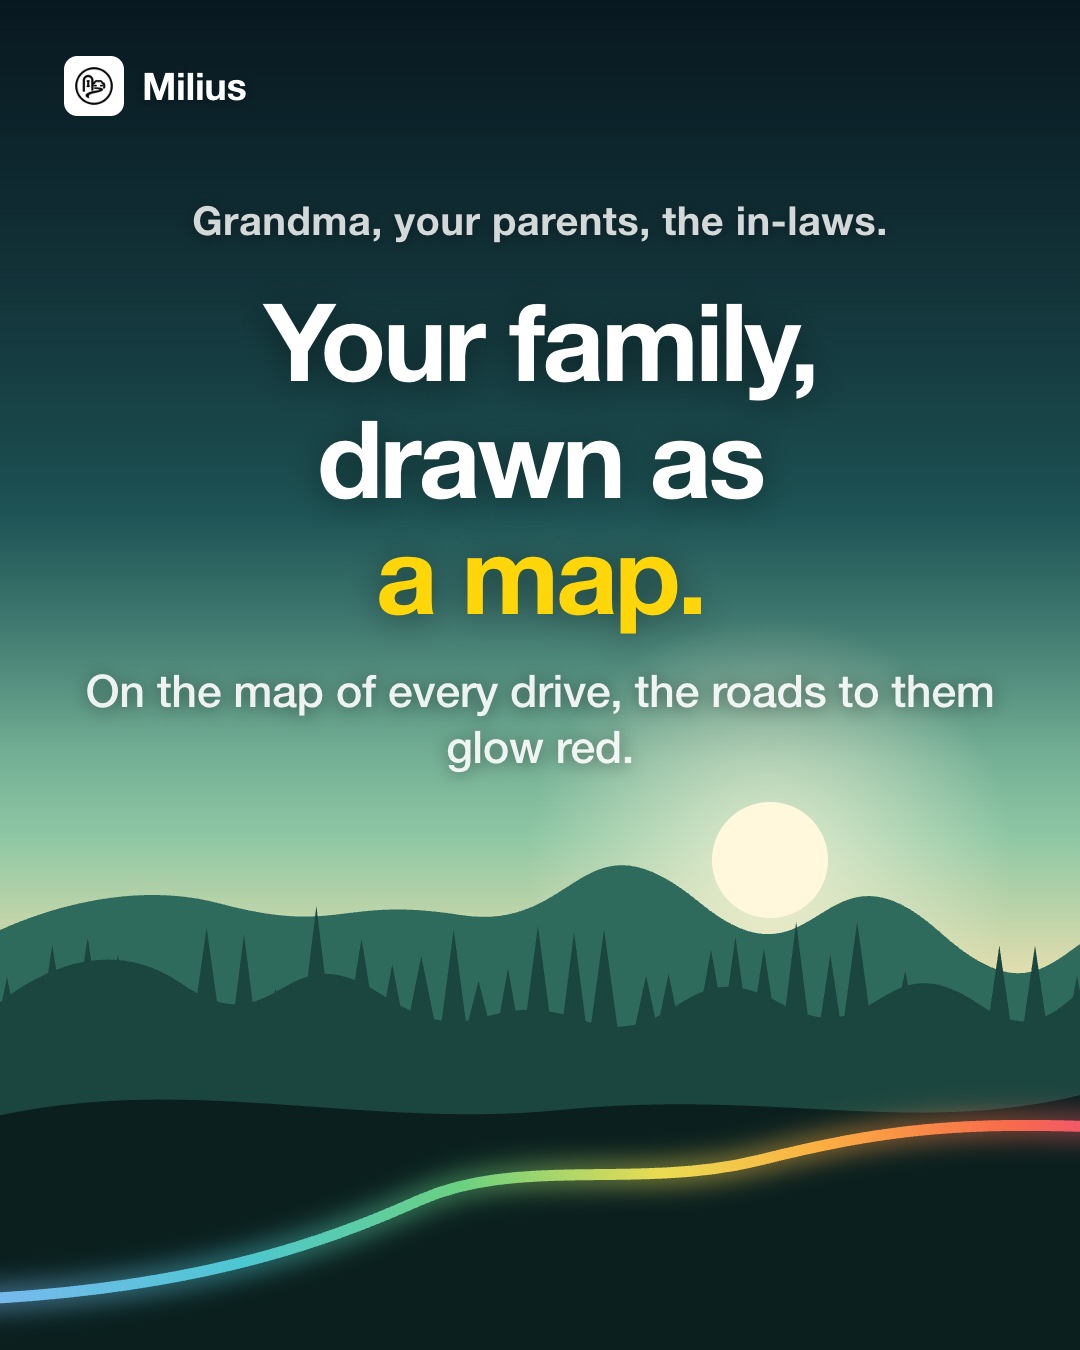 Milius
Grandma, your parents, the in-laws.
Your family,
drawn as
a map.
On the map of every drive, the roads to them
glow red.